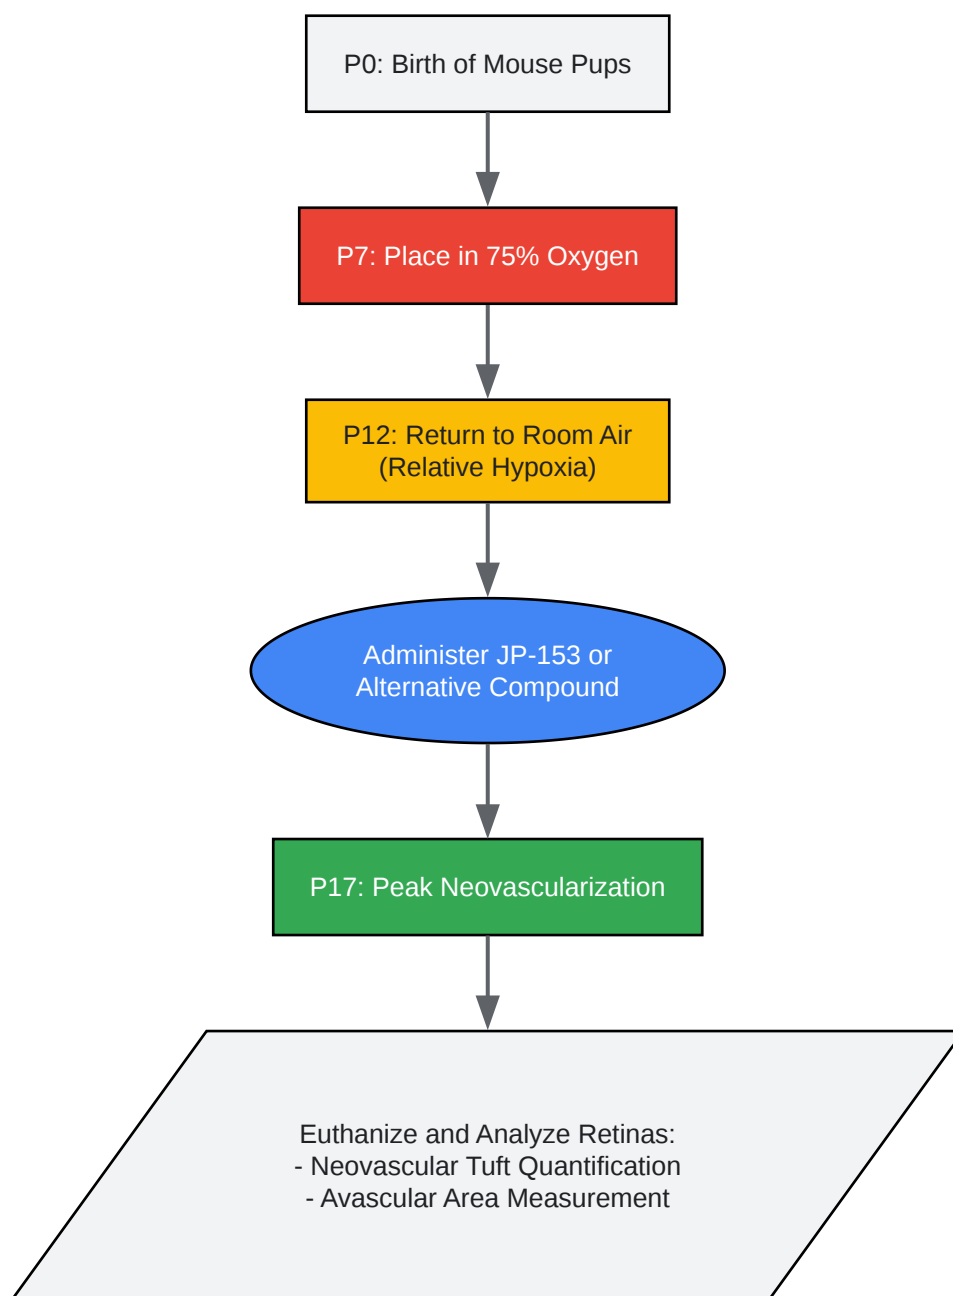 P0: Birth of Mouse Pups
P7: Place in 75% Oxygen
P12: Return to Room Air
(Relative Hypoxia)
Administer JP-153 or
Alternative Compound
P17: Peak Neovascularization
Euthanize and Analyze Retinas:
- Neovascular Tuft Quantification
- Avascular Area Measurement